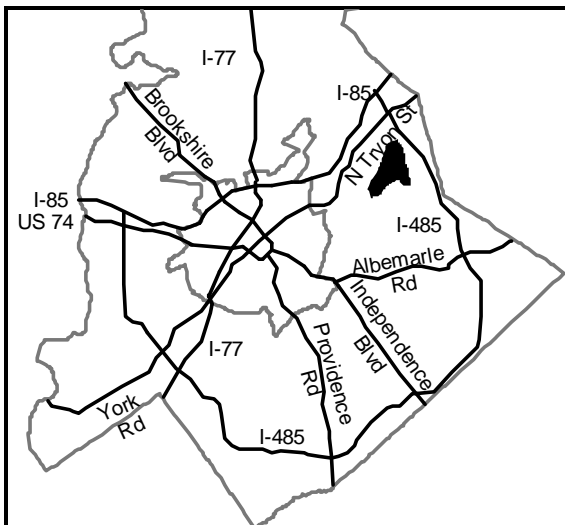 I-77
I-85
Brookshire
Blvd
N Tryon St
I-85
US 74
I-485
Albemarle
Rd
Independence
Blvd
Providence
Rd
I-77
York
Rd
I-485